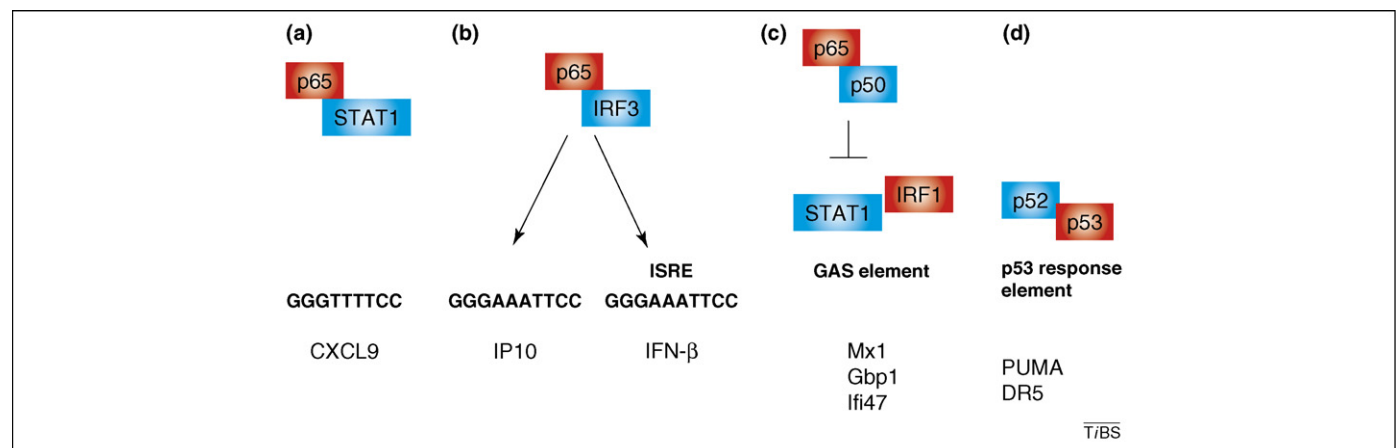 (a)
p65
STAT1
GGGTTTTCC
CXCL9
(b)
p65
IRF3
ISRE
GGGAAATTCC GGGAAATTCC
IP10 IFN-β
(c)
p65
p50
STAT1
IRF1
GAS element
Mx1
Gbp1
Ifi47
(d)
p52
p53
p53 response
element
PUMA
DR5
TiBS